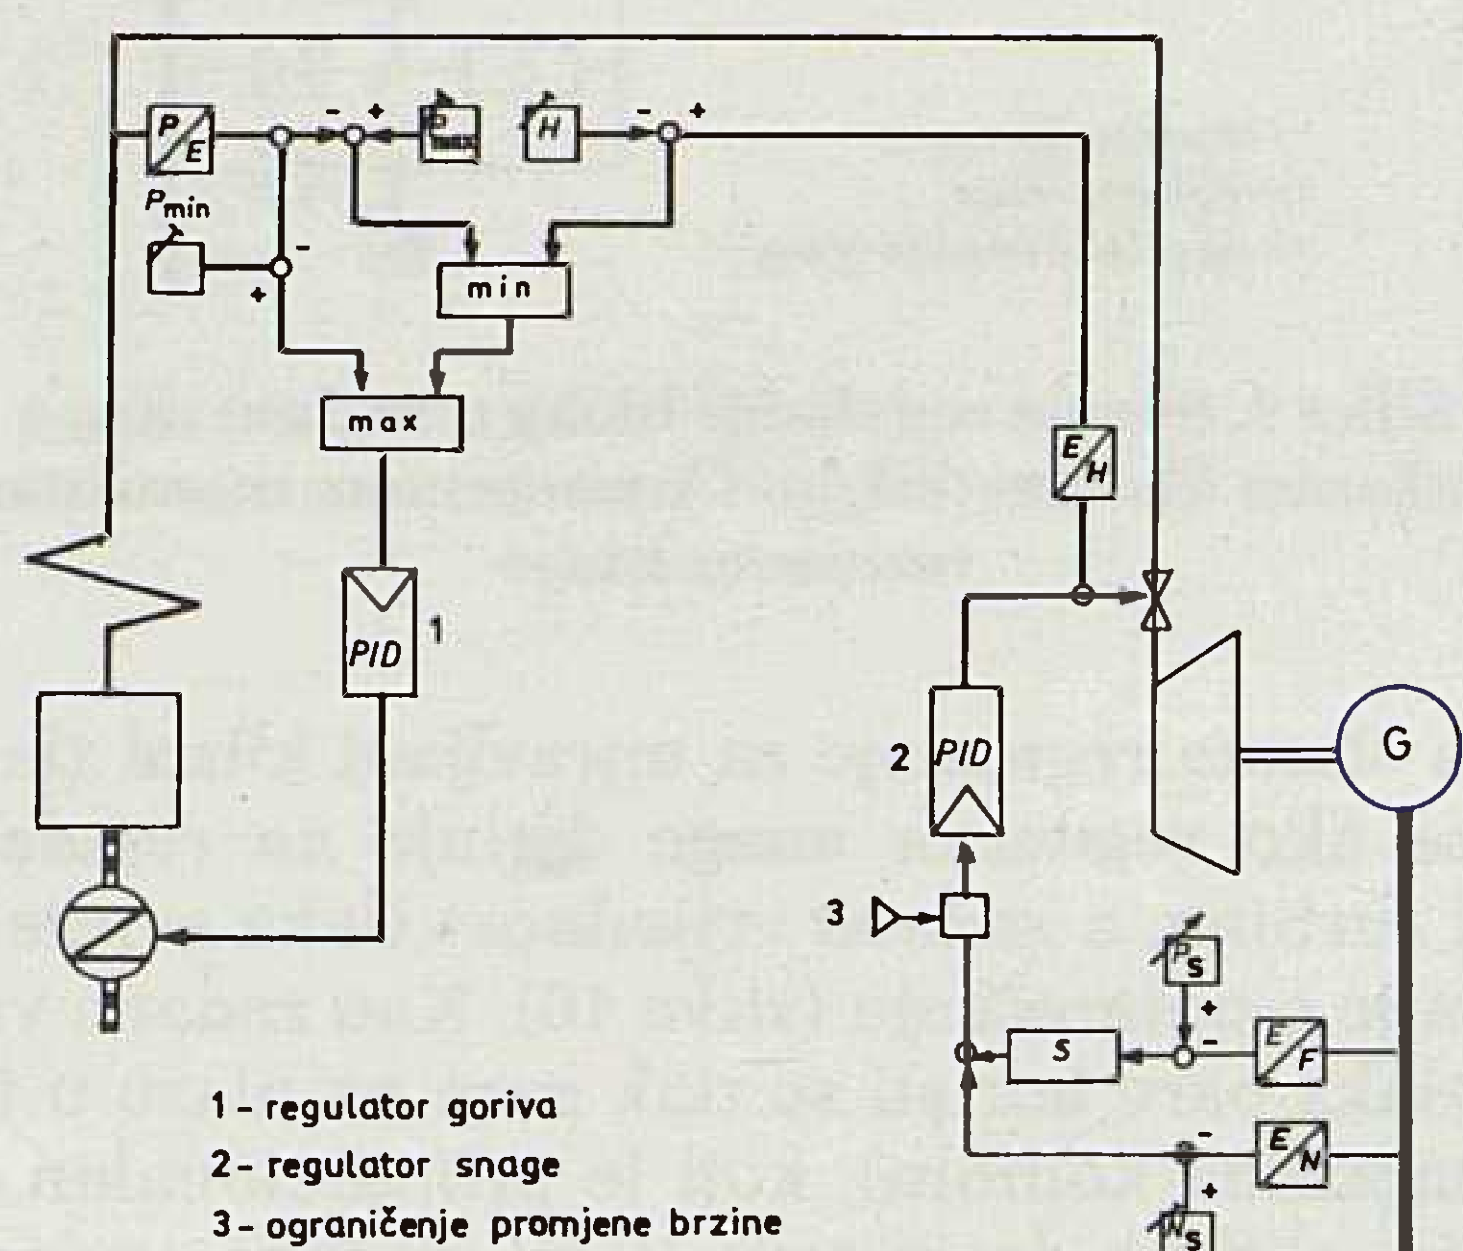 - + - +
P/E P max H
Pmin
-
+
min
max
E/H
PID 1
2 PID G
3
Ps
+
S - E/F
- E/N
+
Ns
1 - regulator goriva
2 - regulator snage
3 - ograničenje promjene brzine